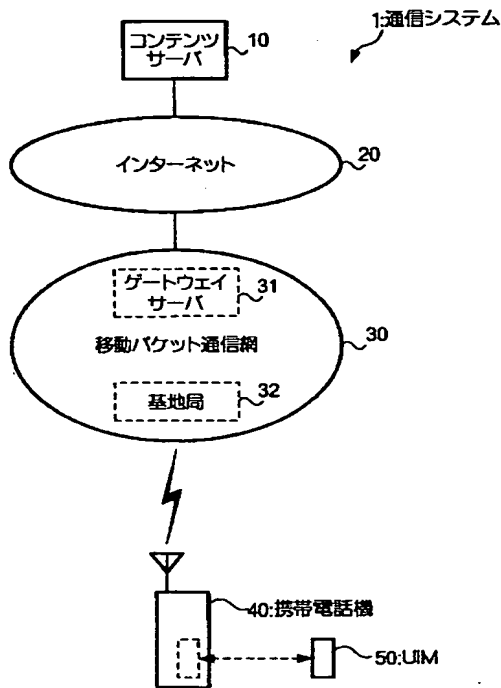 1:通信システム
コンテンツ
サーバ
10
インターネット
20
ゲートウェイ
サーバ
31
移動パケット通信網
30
基地局
32
40:携帯電話機
50:UIM